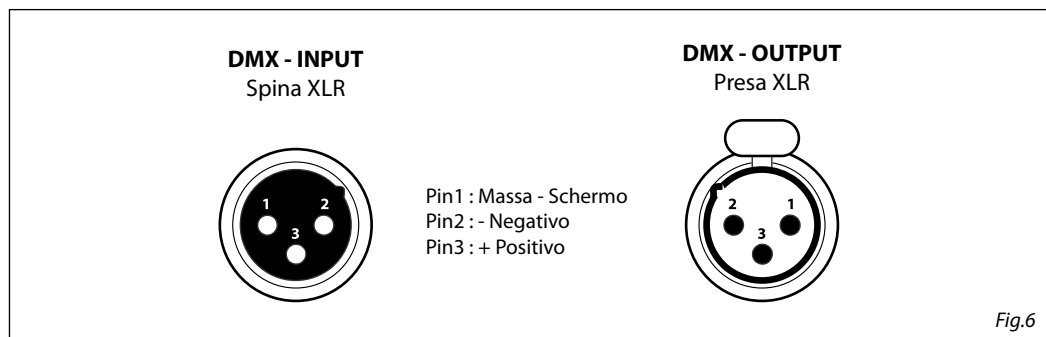 DMX - INPUT
Spina XLR
1
2
3
Pin1 : Massa - Schermo
Pin2 : - Negativo
Pin3 : + Positivo
DMX - OUTPUT
Presa XLR
2
1
3
Fig.6